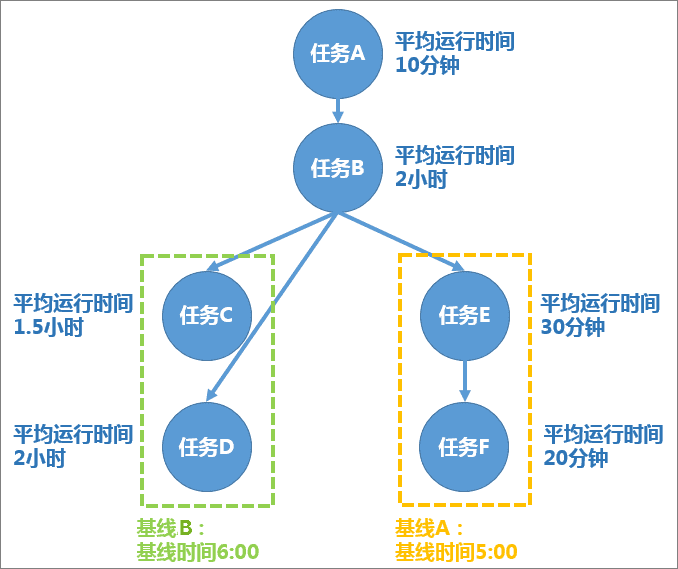 任务A
平均运行时间
10分钟
任务B
平均运行时间
2小时
平均运行时间
1.5小时
任务C
任务E
平均运行时间
30分钟
平均运行时间
2小时
任务D
任务F
平均运行时间
20分钟
基线B：
基线时间6:00
基线A：
基线时间5:00